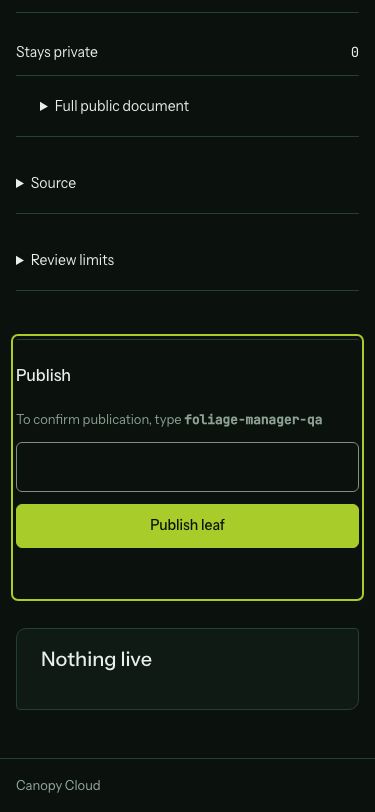 Stays private 0
Full public document
Source
Review limits
Publish
To confirm publication, type foliage-manager-qa
Publish leaf
Nothing live
Canopy Cloud